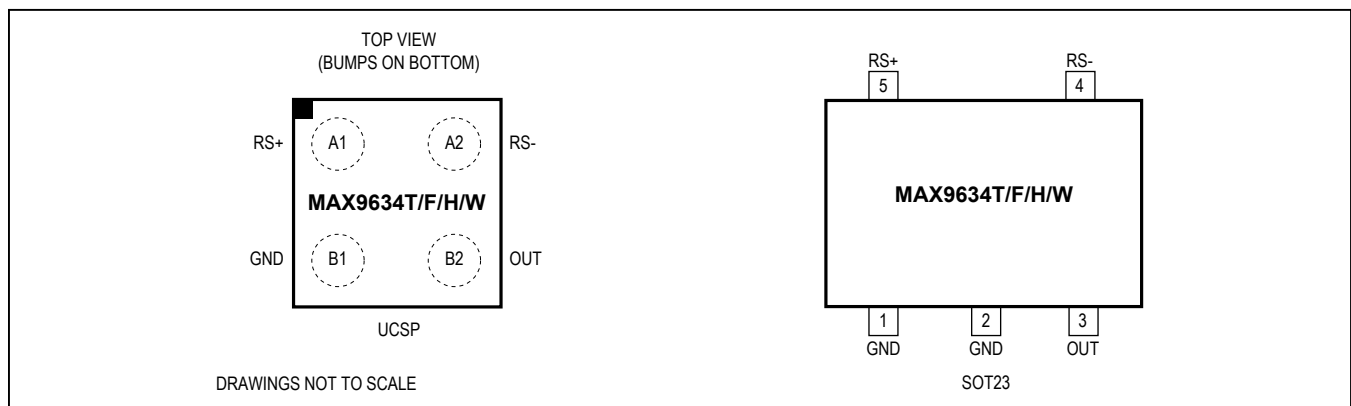 TOP VIEW
(BUMPS ON BOTTOM)
RS+
A1
A2
RS-
MAX9634T/F/H/W
GND
B1
B2
OUT
UCSP
DRAWINGS NOT TO SCALE
RS+
RS-
5
4
MAX9634T/F/H/W
1
2
3
GND
GND
OUT
SOT23